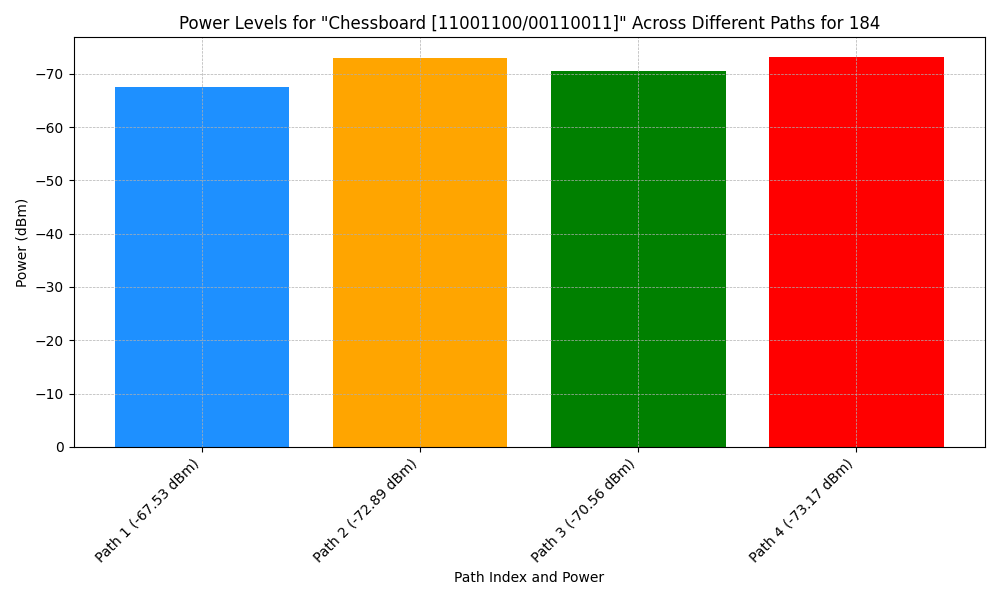 Power Levels for "Chessboard [11001100/00110011]" Across Different Paths for 184
Power (dBm)
−70
−60
−50
−40
−30
−20
−10
0
Path 1 (-67.53 dBm)
Path 2 (-72.89 dBm)
Path 3 (-70.56 dBm)
Path 4 (-73.17 dBm)
Path Index and Power